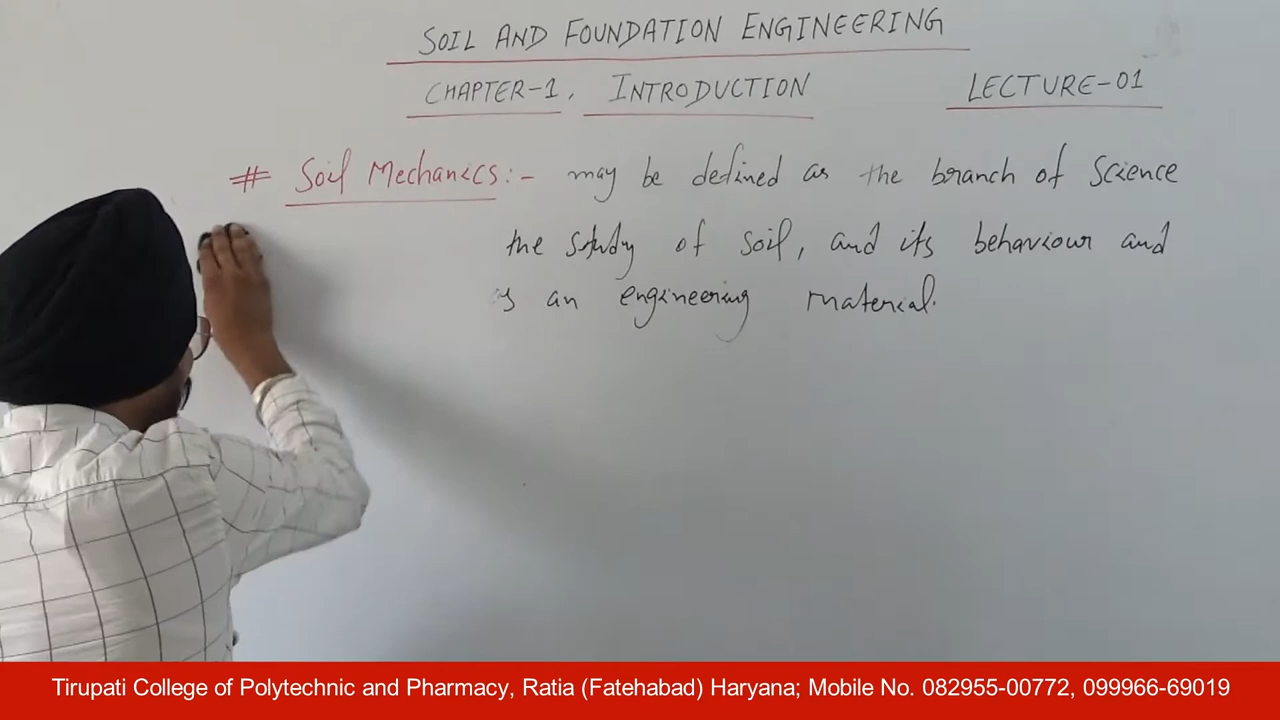 SOIL AND FOUNDATION ENGINEERING
CHAPTER-1, INTRODUCTION LECTURE-01
# Soil Mechanics:- may be defined as the branch of Science
the study of soil, and its behaviour and
an engineering material.
Tirupati College of Polytechnic and Pharmacy, Ratia (Fatehabad) Haryana; Mobile No. 082955-00772, 099966-69019